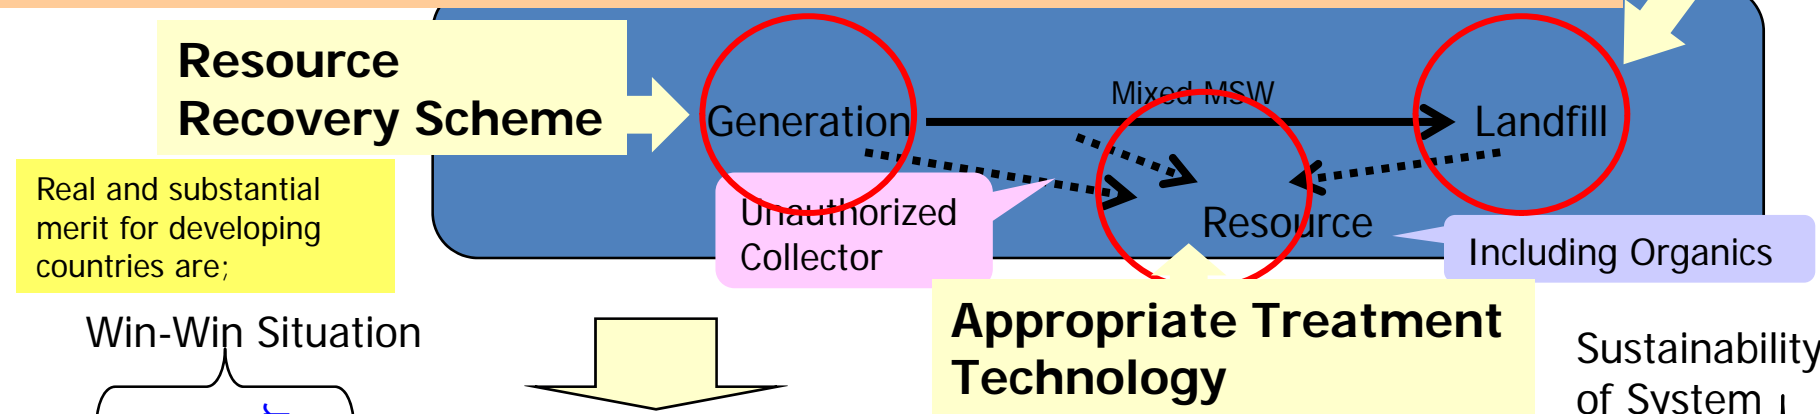 Resource
Recovery Scheme
Mixed MSW
Generation
Landfill
Real and substantial
merit for developing
countries are;
Unauthorized
Collector
Resource
Including Organics
Win-Win Situation
Appropriate Treatment
Technology
Sustainability
of System